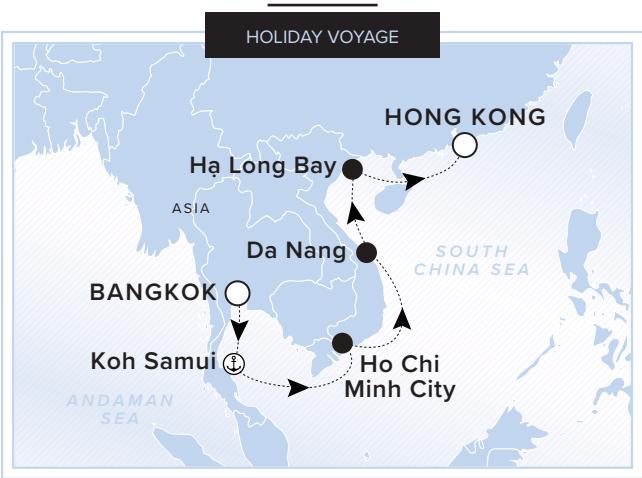 HOLIDAY VOYAGE
HONG KONG
Hạ Long Bay
ASIA
Da Nang
SOUTH
CHINA SEA
BANGKOK
Koh Samui
Ho Chi
Minh City
ANDAMAN
SEA